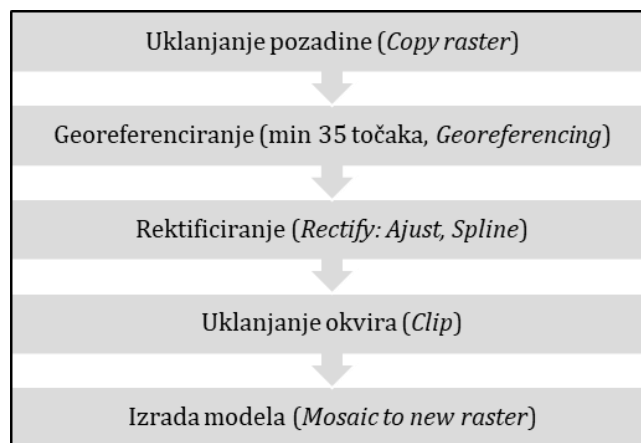 Uklanjanje pozadine (Copy raster)
Georeferenciranje (min 35 točaka, Georeferencing)
Rektificiranje (Rectify: Ajust, Spline)
Uklanjanje okvira (Clip)
Izrada modela (Mosaic to new raster)